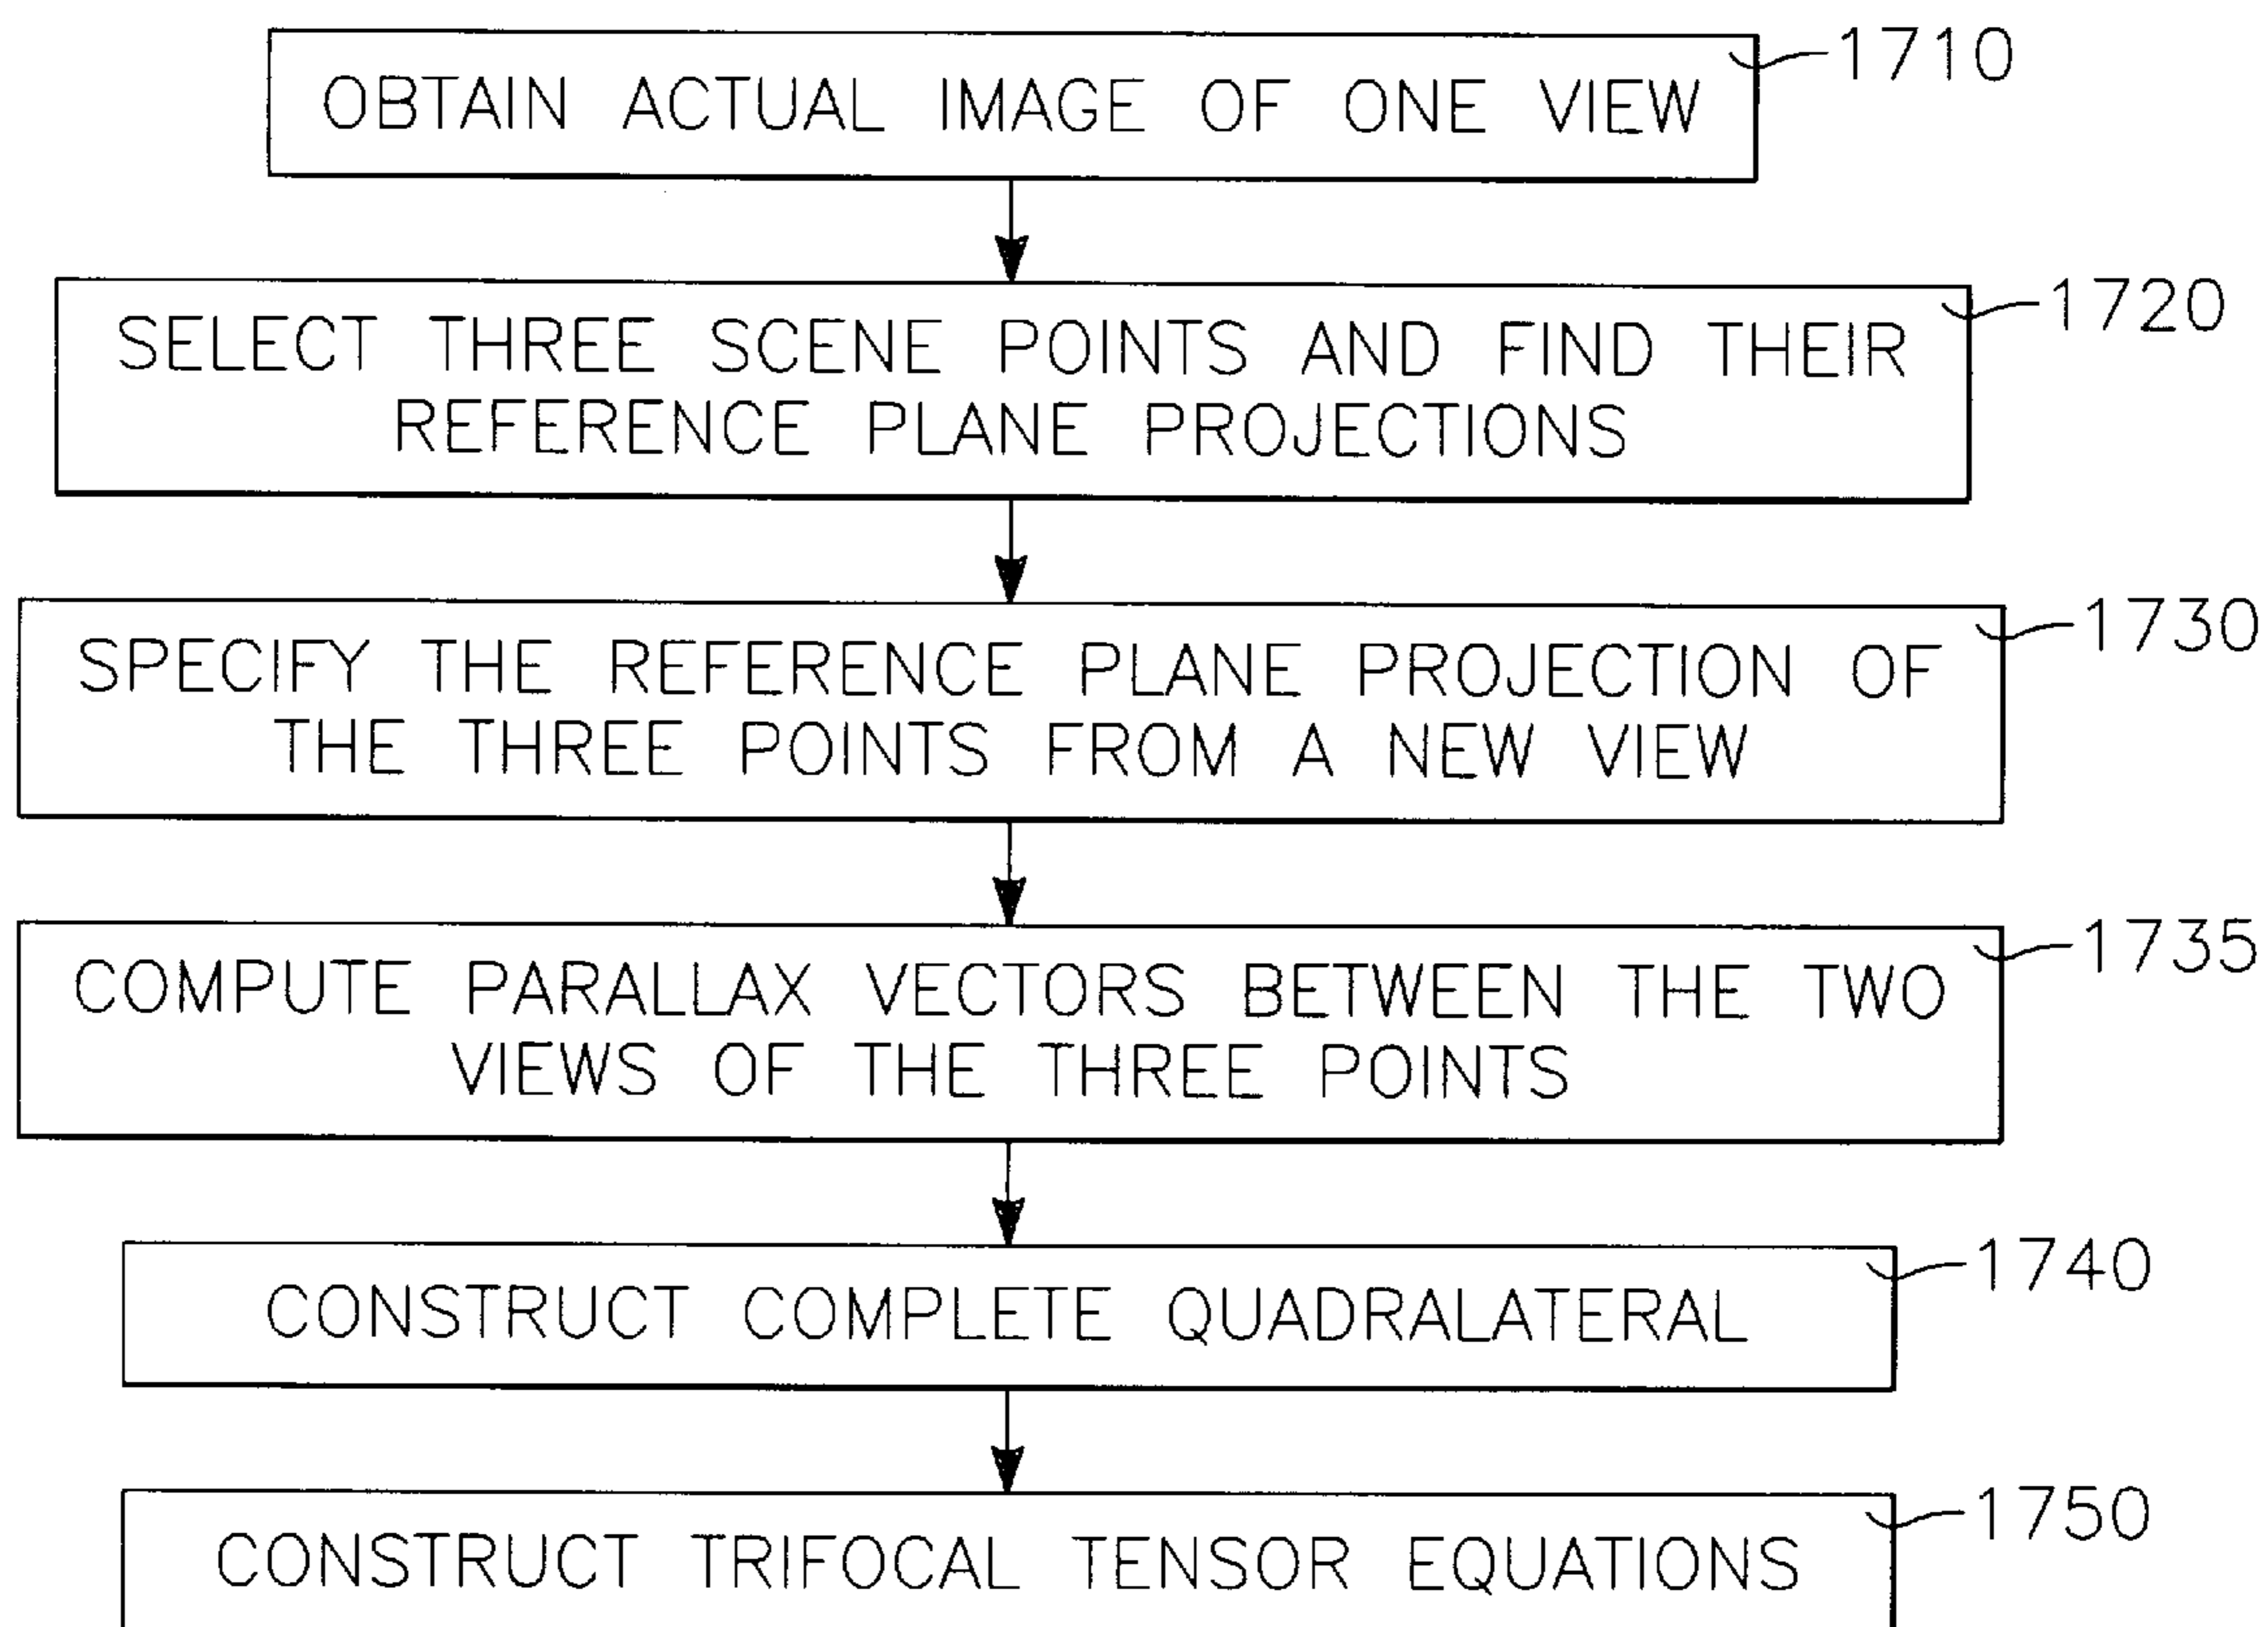 OBTAIN ACTUAL IMAGE OF ONE VIEW
1710
SELECT THREE SCENE POINTS AND FIND THEIR
REFERENCE PLANE PROJECTIONS
1720
SPECIFY THE REFERENCE PLANE PROJECTION OF
THE THREE POINTS FROM A NEW VIEW
1730
COMPUTE PARALLAX VECTORS BETWEEN THE TWO
VIEWS OF THE THREE POINTS
1735
CONSTRUCT COMPLETE QUADRALATERAL
1740
CONSTRUCT TRIFOCAL TENSOR EQUATIONS
1750